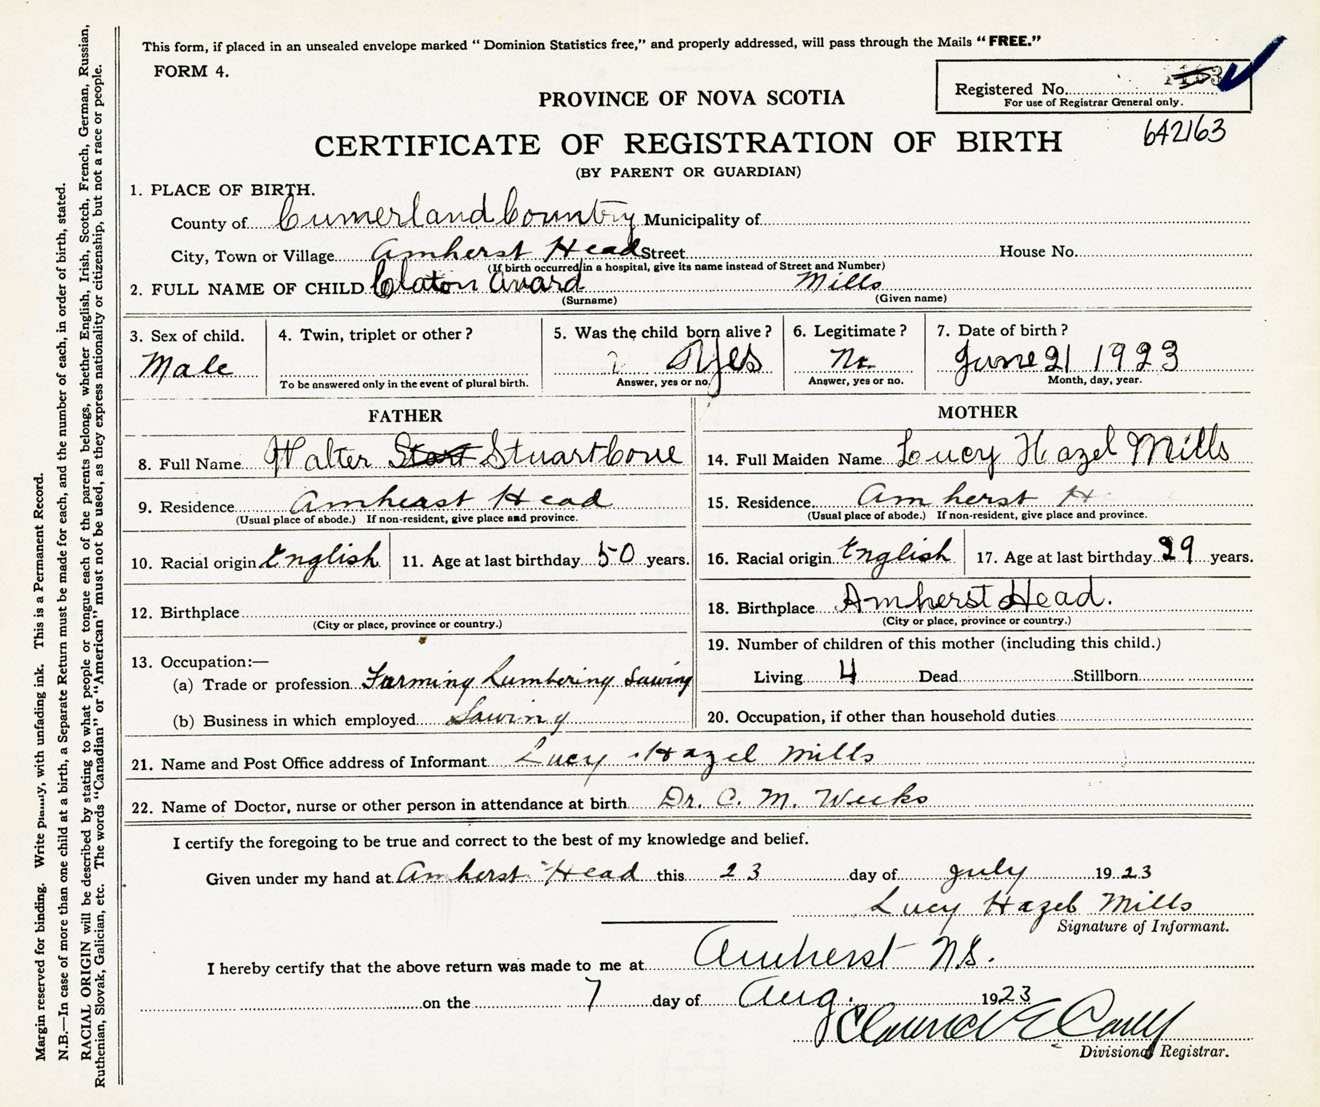 This form, if placed in an unsealed envelope marked "Dominion Statistics free," and properly addressed, will pass through the Mails "FREE."
FORM 4.
Registered No.
For use of Registrar General only.
PROVINCE OF NOVA SCOTIA
642163
CERTIFICATE OF REGISTRATION OF BIRTH
(BY PARENT OR GUARDIAN)
1. PLACE OF BIRTH.
County of Cumerland Country Municipality of
City, Town or Village Amherst Head Street House No.
(If birth occurred in a hospital, give its name instead of Street and Number)
2. FULL NAME OF CHILD Claton Avard Mills
(Surname) (Given name)
3. Sex of child. 4. Twin, triplet or other? 5. Was the child born alive? 6. Legitimate? 7. Date of birth?
Male Yes No June 21 1923
To be answered only in the event of plural birth. Answer, yes or no. Answer, yes or no. Month, day, year.
FATHER MOTHER
8. Full Name Walter Stuart 14. Full Maiden Name Lucy Hazel Mills
9. Residence Amherst Head 15. Residence Amherst H
(Usual place of abode.) If non-resident, give place and province. (Usual place of abode.) If non-resident, give place and province.
10. Racial origin English 11. Age at last birthday 50 years. 16. Racial origin English 17. Age at last birthday 29 years.
12. Birthplace 18. Birthplace Amherst Head.
(City or place, province or country.) (City or place, province or country.)
13. Occupation:— 19. Number of children of this mother (including this child.)
(a) Trade or profession Farming Lumbering Sawing Living 4 Dead Stillborn
(b) Business in which employed Sawing 20. Occupation, if other than household duties
21. Name and Post Office address of Informant Lucy Hazel Mills
22. Name of Doctor, nurse or other person in attendance at birth Dr. C. M. Weeks
I certify the foregoing to be true and correct to the best of my knowledge and belief.
Given under my hand at Amherst Head this 23 day of July 1923
Lucy Hazel Mills
Signature of Informant.
I hereby certify that the above return was made to me at Amherst N.S.
on the 7 day of Aug. 1923
Divisional Registrar.
Margin reserved for binding. Write plainly, with unfading ink. This is a Permanent Record.
N.B.—In case of more than one child at a birth, a Separate Return must be made for each, and the number of each, in order of birth, stated.
RACIAL ORIGIN will be described by stating to what people or tongue each of the parents belongs, whether English, Irish, Scotch, French, German, Russian,
Ruthenian, Slovak, Galician, etc. The words "Canadian" or "American" must not be used, as they express nationality or citizenship, but not a race or people.